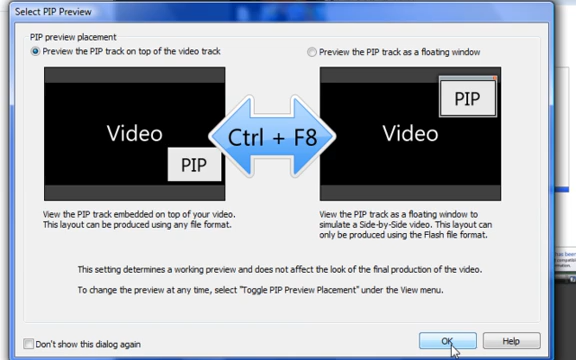 Select PIP Preview
PIP preview placement
Preview the PIP track on top of the video track
Preview the PIP track as a floating window
Video
PIP
Ctrl + F8
Video
PIP
View the PIP track embedded on top of your video.
This layout can be produced using any file format.
View the PIP track as a floating window to
simulate a Side-by-Side video. This layout can
only be produced using the Flash file format.
This setting determines a working preview and does not affect the look of the final production of the video.
To change the preview at any time, select "Toggle PIP Preview Placement" under the View menu.
Don't show this dialog again
OK
Help